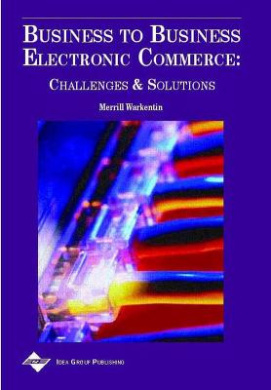 BUSINESS TO BUSINESS
ELECTRONIC COMMERCE:
CHALLENGES & SOLUTIONS
Merrill Warkentin
IDEA GROUP PUBLISHING